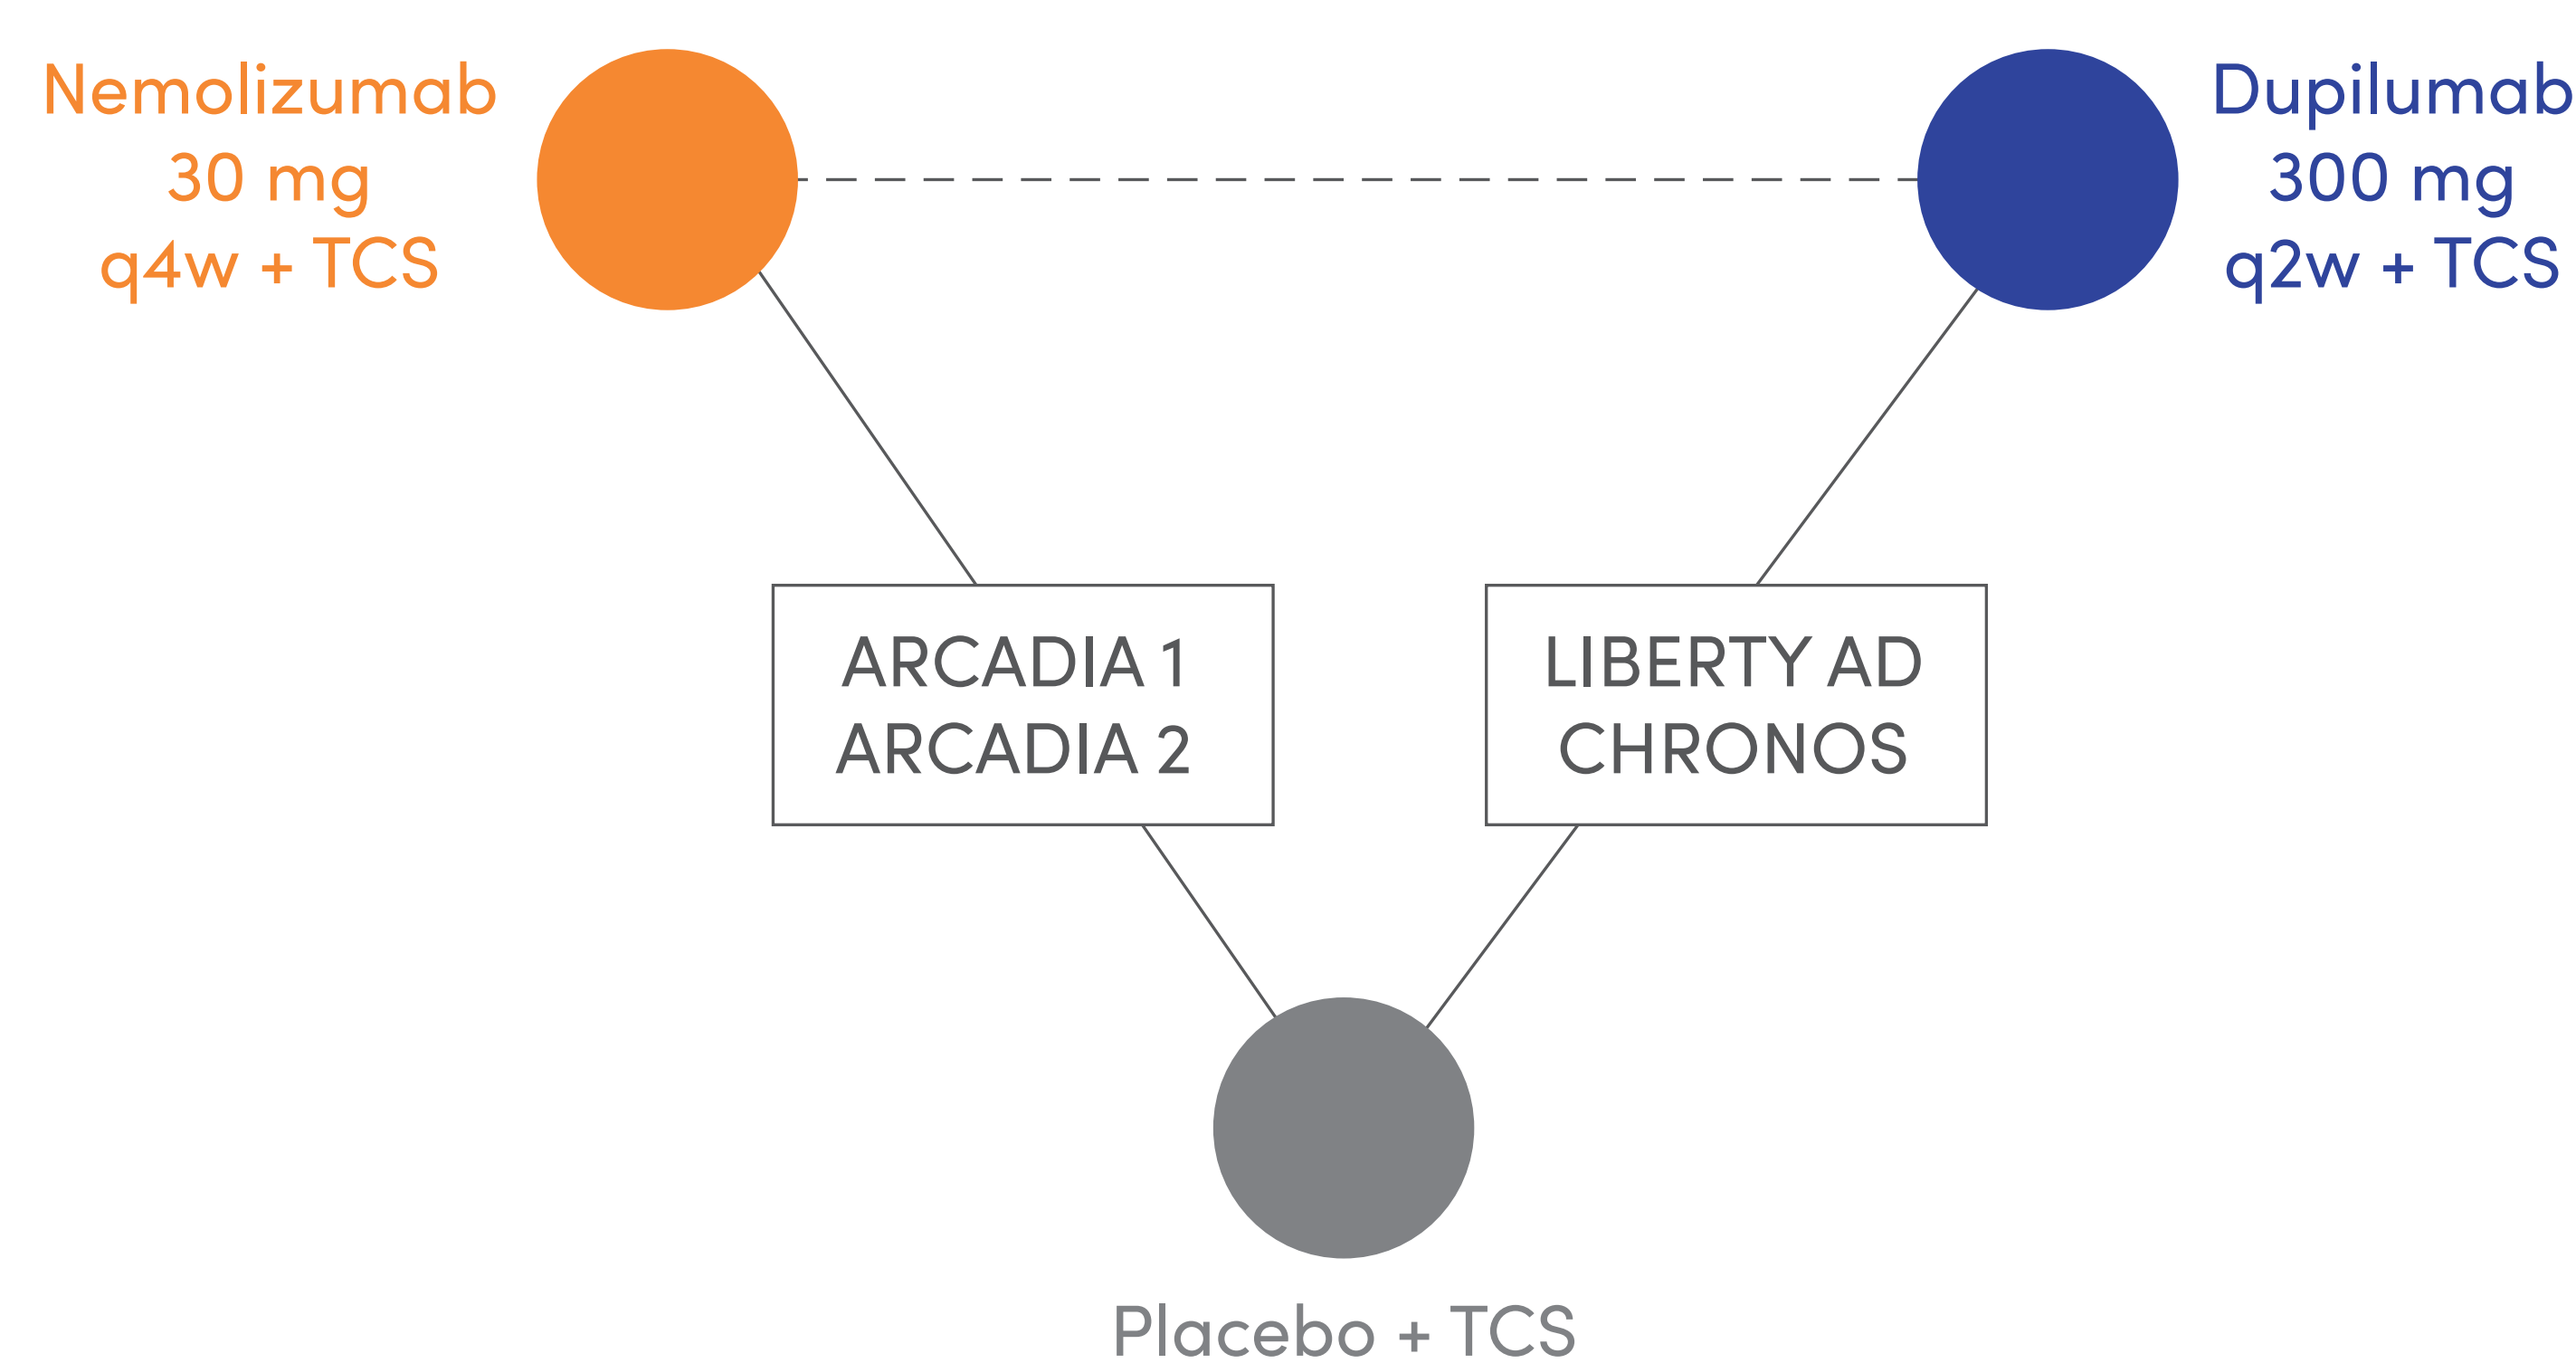 Nemolizumab
30 mg
q4w + TCS
Dupilumab
300 mg
q2w + TCS
ARCADIA 1
ARCADIA 2
LIBERTY AD
CHRONOS
Placebo + TCS